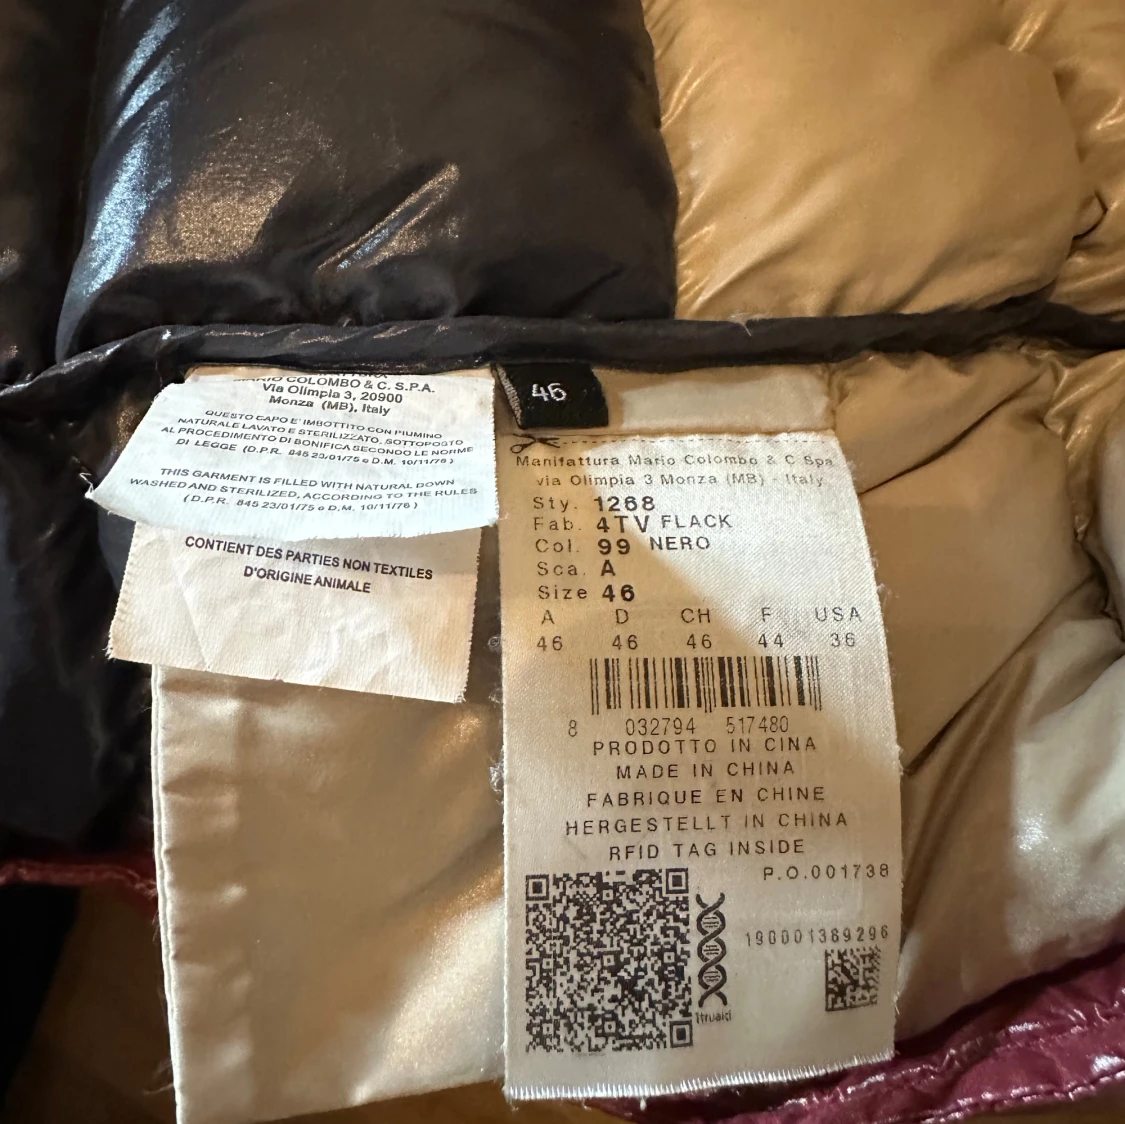 COLOMBO & C. S.P.A.
Via Olimpia 3, 20900
Monza (MB), Italy
QUESTO CAPO E' IMBOTTITO CON PIUMINO
NATURALE LAVATO E STERILIZZATO, SOTTOPOSTO
AL PROCEDIMENTO DI BONIFICA SECONDO LE NORME
DI LEGGE (D.P.R. 845 23/01/75 e D.M. 10/11/76)
THIS GARMENT IS FILLED WITH NATURAL DOWN
WASHED AND STERILIZED, ACCORDING TO THE RULES
(D.P.R. 845 23/01/75 e D.M. 10/11/76)
CONTIENT DES PARTIES NON TEXTILES
D'ORIGINE ANIMALE
46
Manifattura Mario Colombo & C Spa
via Olimpia 3 Monza (MB) - Italy
Sty. 1268
Fab. 4TV FLACK
Col. 99 NERO
Sca. A
Size 46
A D CH F USA
46 46 46 44 36
8 032794 517480
PRODOTTO IN CINA
MADE IN CHINA
FABRIQUE EN CHINE
HERGESTELLT IN CHINA
RFID TAG INSIDE
P.O.001738
190001389296
1trueid